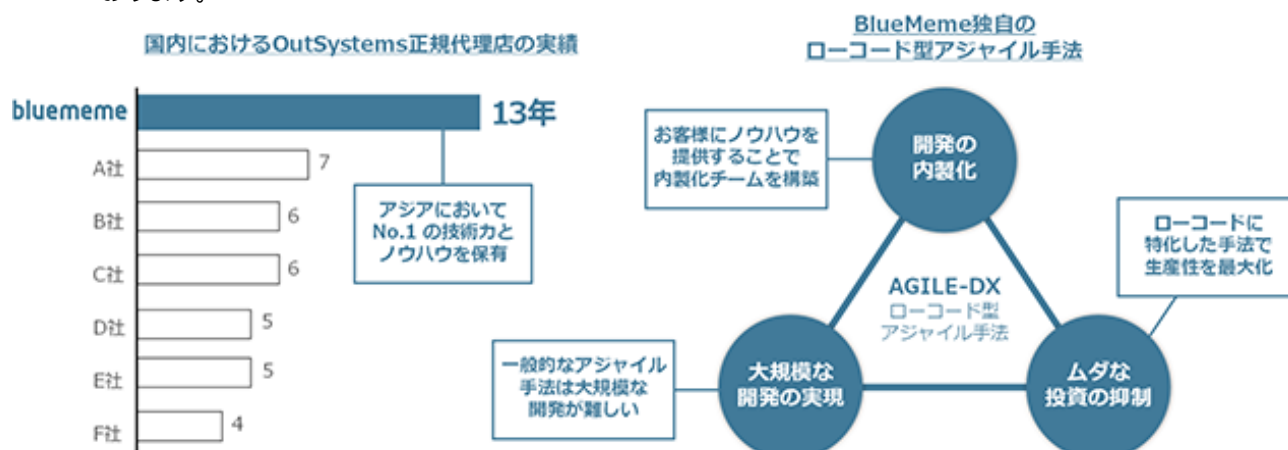 国内におけるOutSystems正規代理店の実績
bluememe
13年
A社
7
B社
6
C社
6
D社
5
E社
5
F社
4
アジアにおいて
No.1 の技術力と
ノウハウを保有
BlueMeme独自の
ローコード型アジャイル手法
お客様にノウハウを
提供することで
内製化チームを構築
開発の
内製化
ローコードに
特化した手法で
生産性を最大化
AGILE-DX
ローコード型
アジャイル手法
一般的なアジャイル
手法は大規模な
開発が難しい
大規模な
開発の実現
ムダな
投資の抑制